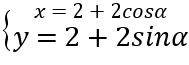 x = 2 + 2cosα
y = 2 + 2sinα